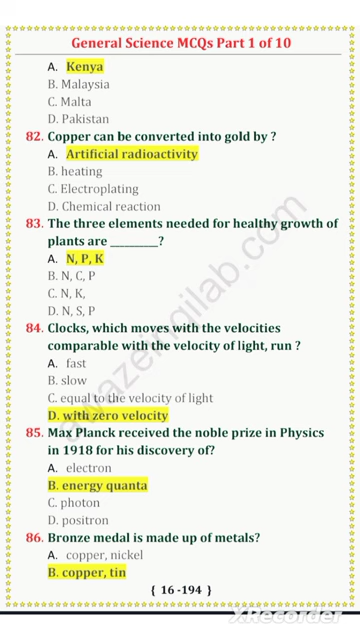 General Science MCQs Part 1 of 10
A. Kenya
B. Malaysia
C. Malta
D. Pakistan
82. Copper can be converted into gold by ?
A. Artificial radioactivity
B. heating
C. Electroplating
D. Chemical reaction
83. The three elements needed for healthy growth of
plants are __________?
A. N, P, K
B. N, C, P
C. N, K,
D. N, S, P
84. Clocks, which moves with the velocities
comparable with the velocity of light, run ?
A. fast
B. slow
C. equal to the velocity of light
D. with zero velocity
85. Max Planck received the noble prize in Physics
in 1918 for his discovery of?
A. electron
B. energy quanta
C. photon
D. positron
86. Bronze medal is made up of metals?
A. copper, nickel
B. copper, tin
{ 16 -194 }
XRecorder